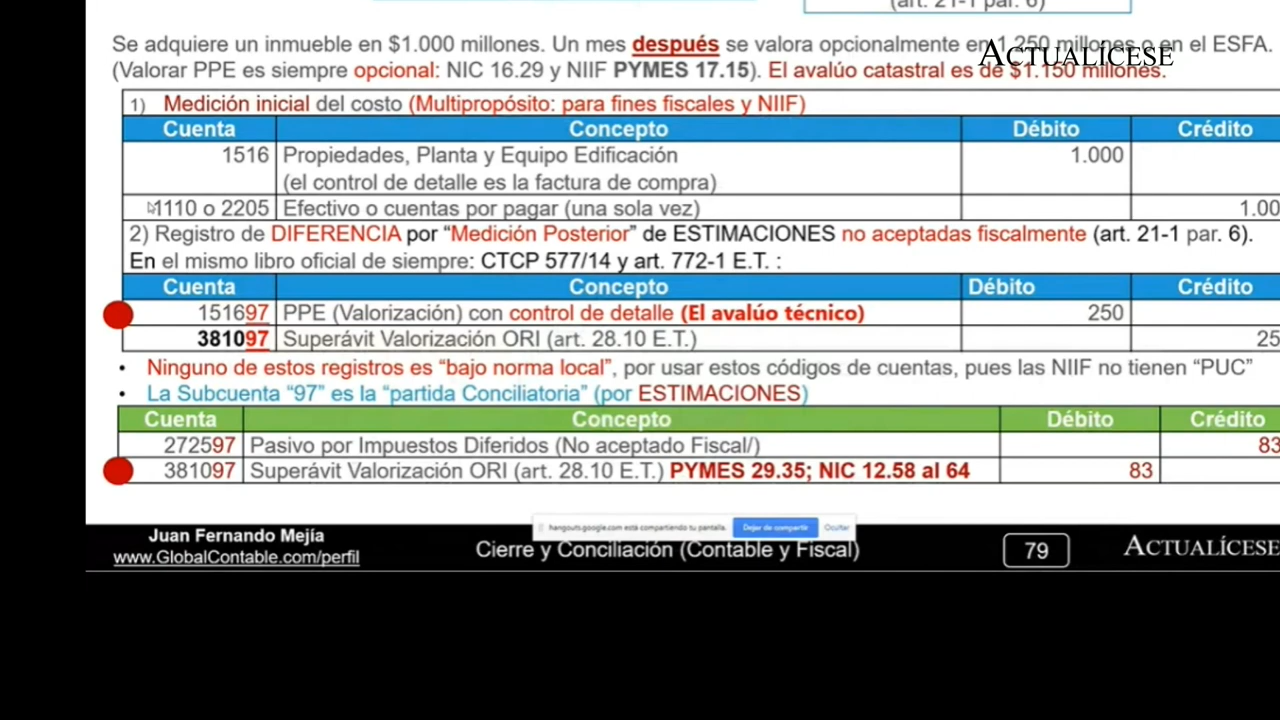 (art. 21-1 par. 6)
Se adquiere un inmueble en $1.000 millones. Un mes después se valora opcionalmente en 1.250 millones o en el ESFA.
ACTUALÍCESE
(Valorar PPE es siempre opcional: NIC 16.29 y NIIF PYMES 17.15). El avalúo catastral es de $1.150 millones.
1) Medición inicial del costo (Multipropósito: para fines fiscales y NIIF)
Cuenta Concepto Débito Crédito
1516 Propiedades, Planta y Equipo Edificación 1.000
(el control de detalle es la factura de compra)
1110 o 2205 Efectivo o cuentas por pagar (una sola vez) 1.00
2) Registro de DIFERENCIA por “Medición Posterior” de ESTIMACIONES no aceptadas fiscalmente (art. 21-1 par. 6).
En el mismo libro oficial de siempre: CTCP 577/14 y art. 772-1 E.T. :
Cuenta Concepto Débito Crédito
151697 PPE (Valorización) con control de detalle (El avalúo técnico) 250
381097 Superávit Valorización ORI (art. 28.10 E.T.) 25
• Ninguno de estos registros es “bajo norma local”, por usar estos códigos de cuentas, pues las NIIF no tienen “PUC”
• La Subcuenta “97” es la “partida Conciliatoria” (por ESTIMACIONES)
Cuenta Concepto Débito Crédito
272597 Pasivo por Impuestos Diferidos (No aceptado Fiscal/) 83
381097 Superávit Valorización ORI (art. 28.10 E.T.) PYMES 29.35; NIC 12.58 al 64 83
hangouts.google.com está compartiendo tu pantalla. Dejar de compartir Ocultar
Juan Fernando Mejía
www.GlobalContable.com/perfil
Cierre y Conciliación (Contable y Fiscal)
79
ACTUALÍCESE